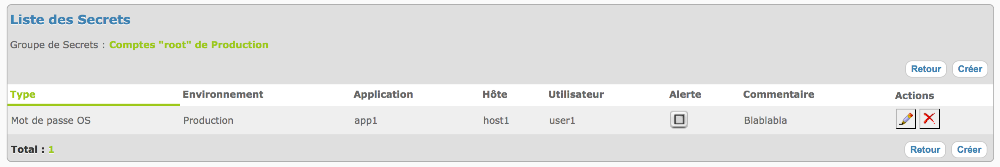 Liste des Secrets
Groupe de Secrets : Comptes "root" de Production
Retour Créer
Type Environnement Application Hôte Utilisateur Alerte Commentaire Actions
Mot de passe OS Production app1 host1 user1 Blablabla
Total : 1 Retour Créer